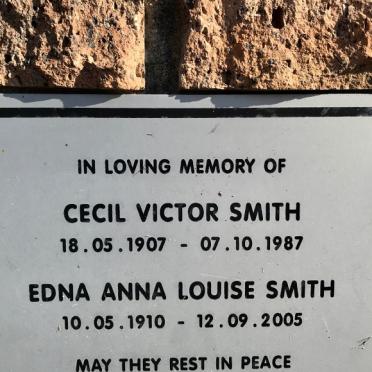 IN LOVING MEMORY OF
CECIL VICTOR SMITH
18.05.1907 - 07.10.1987
EDNA ANNA LOUISE SMITH
10.05.1910 - 12.09.2005
MAY THEY REST IN PEACE